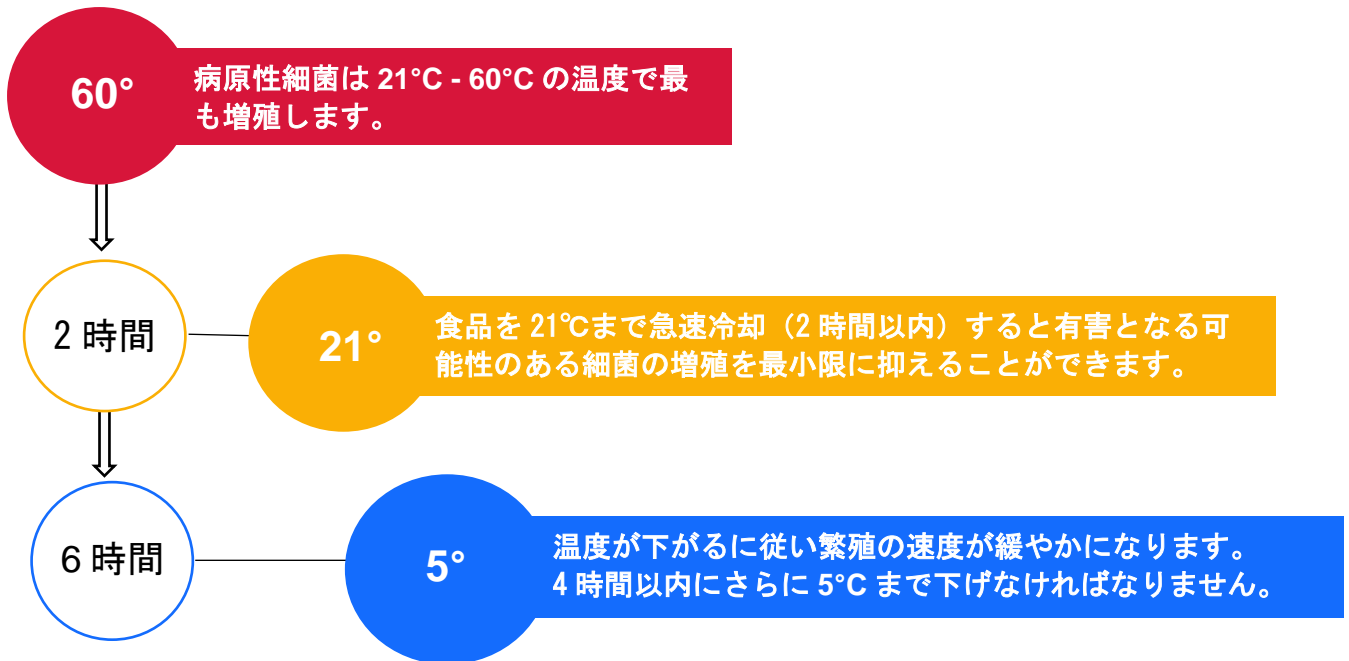 60°
病原性細菌は 21°C - 60°C の温度で最
も増殖します。
2 時間
21°
食品を 21℃まで急速冷却（2 時間以内）すると有害となる可
能性のある細菌の増殖を最小限に抑えることができます。
6 時間
5°
温度が下がるに従い繁殖の速度が緩やかになります。
4 時間以内にさらに 5°C まで下げなければなりません。